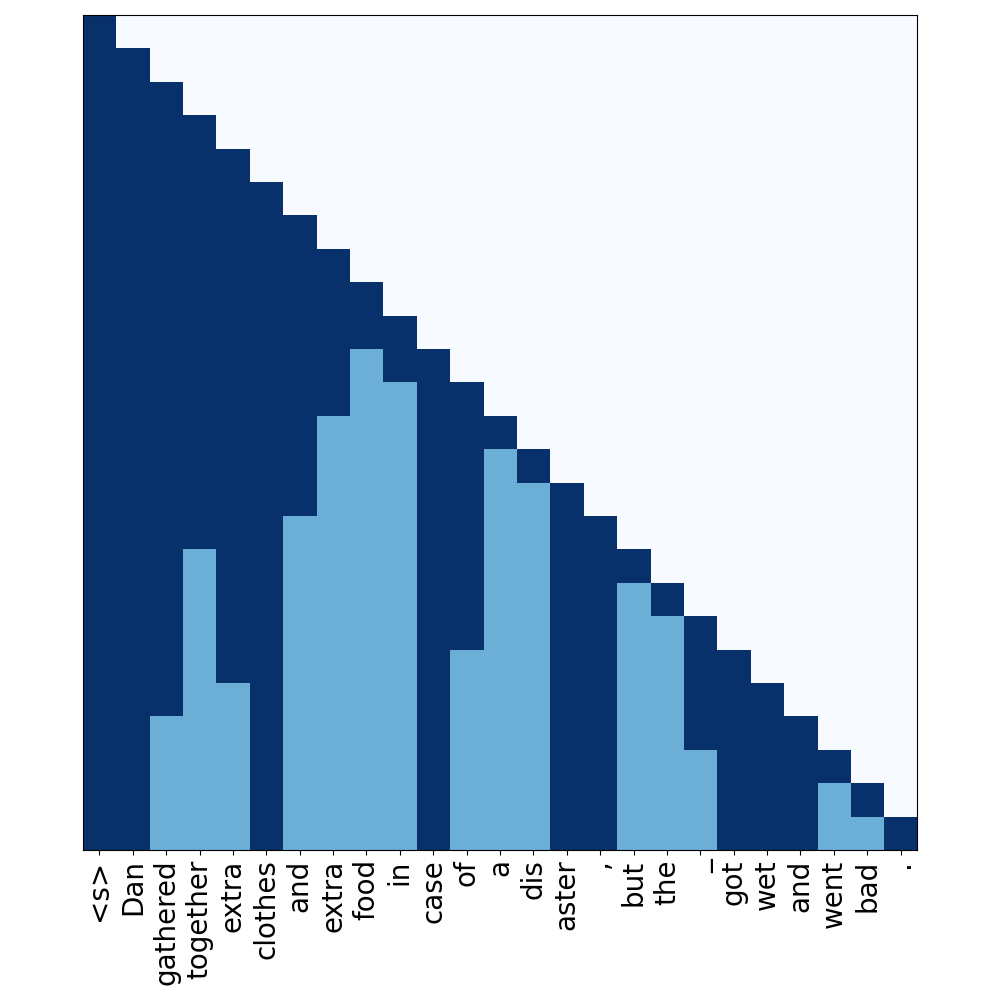 <s>
Dan
gathered
together
extra
clothes
and
extra
food
in
case
of
a
dis
aster
,
but
the
_
got
wet
and
went
bad
.